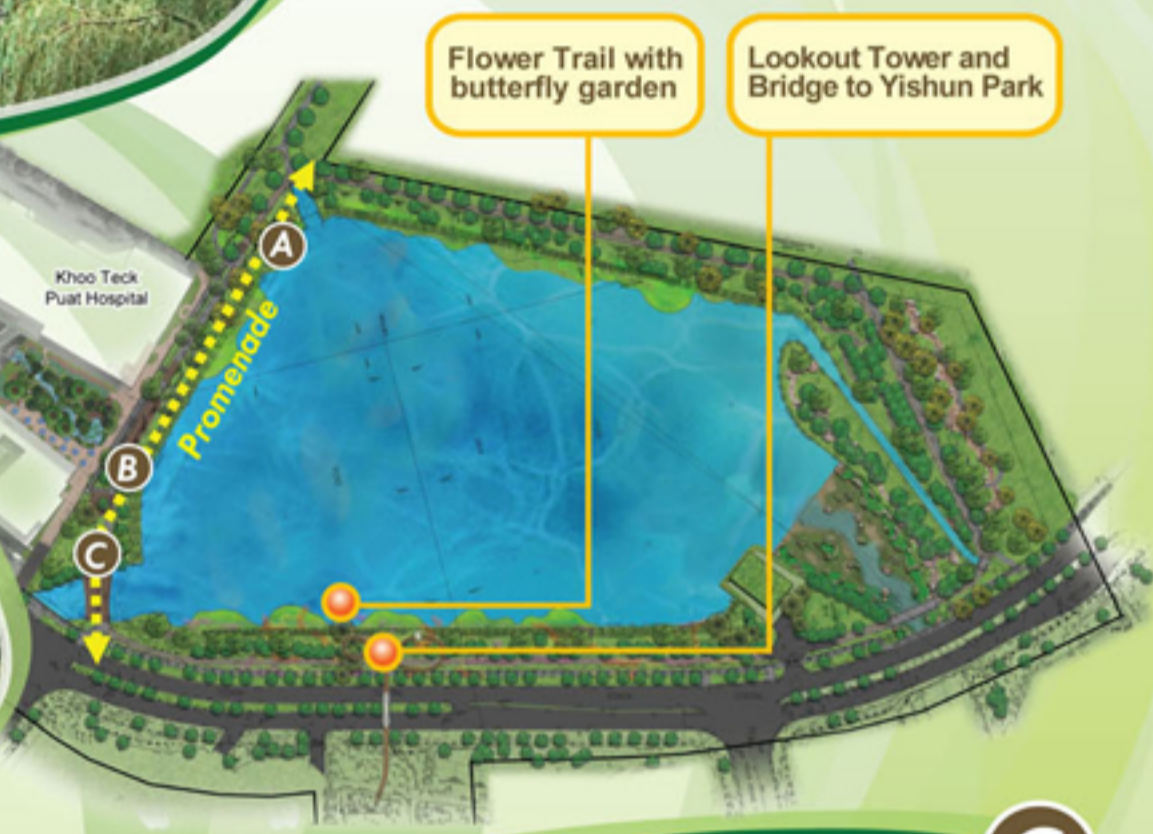 Flower Trail with
butterfly garden
Lookout Tower and
Bridge to Yishun Park
A
Khoo Teck
Puat Hospital
Promenade
B
C